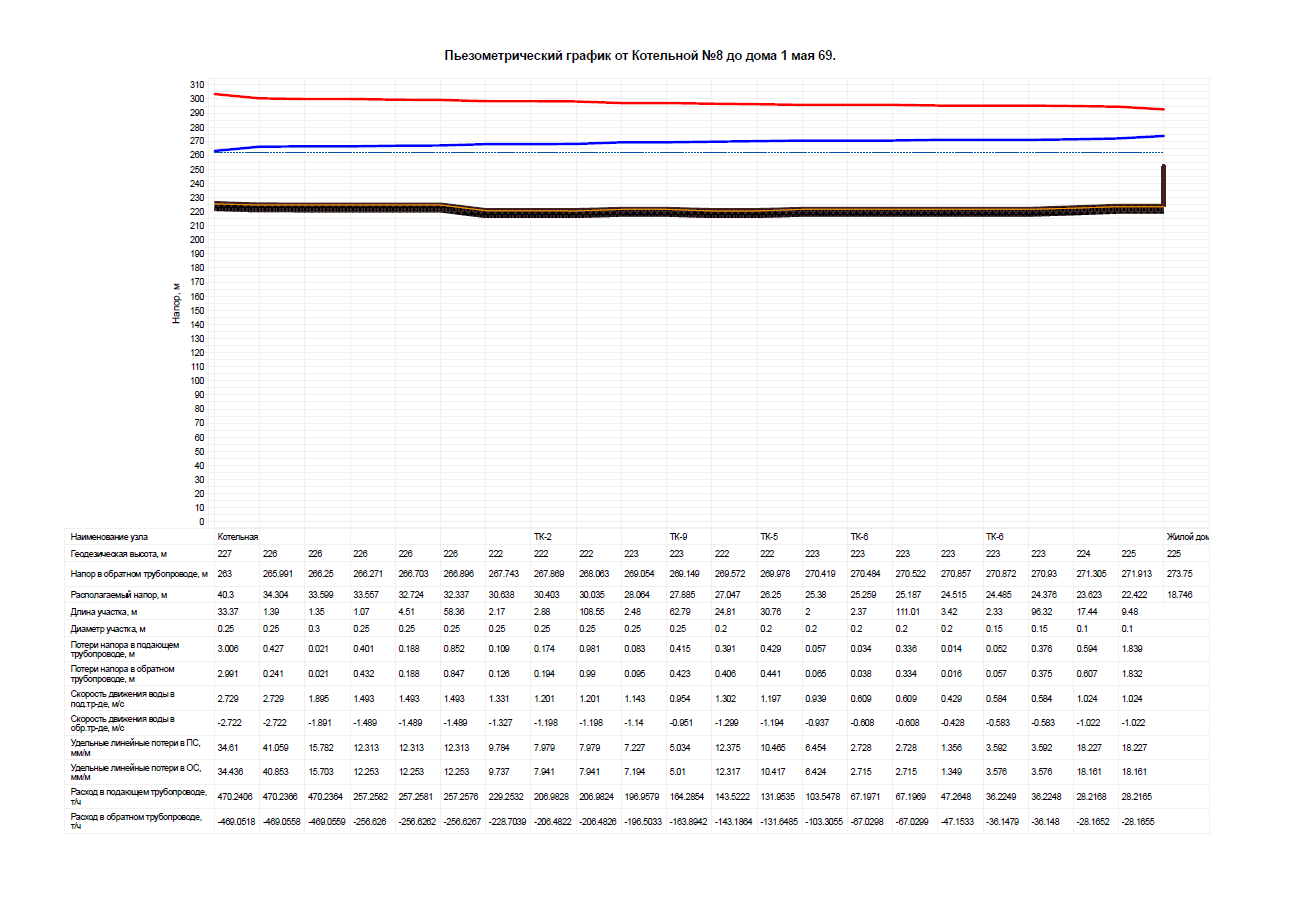 Пьезометрический график от Котельной №8 до дома 1 мая 69.
310
300
290
280
270
260
250
240
230
220
210
200
190
180
170
160
150
140
130
120
110
100
90
80
70
60
50
40
30
20
10
0
Напор, м
Наименование узла Котельная ТК-2 ТК-9 ТК-5 ТК-6 ТК-6 Жилой дом
Геодезическая высота, м 227 226 226 226 226 226 222 222 222 223 223 222 222 223 223 223 223 223 223 224 225 225
Напор в обратном трубопроводе, м 263 265.991 266.25 266.271 266.703 266.896 267.743 267.869 268.063 269.054 269.149 269.572 269.978 270.419 270.484 270.522 270.857 270.872 270.93 271.305 271.913 273.75
Располагаемый напор, м 40.3 34.304 33.599 33.557 32.724 32.337 30.638 30.403 30.035 28.064 27.885 27.047 26.25 25.38 25.259 25.187 24.515 24.485 24.376 23.623 22.422 18.746
Длина участка, м 33.37 1.39 1.35 1.07 4.51 58.36 2.17 2.88 108.55 2.48 62.79 24.81 30.76 2 2.37 111.01 3.42 2.33 96.32 17.44 9.48
Диаметр участка, м 0.25 0.25 0.3 0.25 0.25 0.25 0.25 0.25 0.25 0.25 0.25 0.2 0.2 0.2 0.2 0.2 0.2 0.15 0.15 0.1 0.1
Потери напора в подающем
трубопроводе, м 3.006 0.427 0.021 0.401 0.188 0.852 0.109 0.174 0.981 0.083 0.415 0.391 0.429 0.057 0.034 0.336 0.014 0.052 0.376 0.594 1.839
Потери напора в обратном
трубопроводе, м 2.991 0.241 0.021 0.432 0.188 0.847 0.126 0.194 0.99 0.095 0.423 0.406 0.441 0.065 0.038 0.334 0.016 0.057 0.375 0.607 1.832
Скорость движения воды в
под.тр-де, м/с 2.729 2.729 1.895 1.493 1.493 1.493 1.331 1.201 1.201 1.143 0.954 1.302 1.197 0.939 0.609 0.609 0.429 0.584 0.584 1.024 1.024
Скорость движения воды в
обр.тр-де, м/с -2.722 -2.722 -1.891 -1.489 -1.489 -1.489 -1.327 -1.198 -1.198 -1.14 -0.951 -1.299 -1.194 -0.937 -0.608 -0.608 -0.428 -0.583 -0.583 -1.022 -1.022
Удельные линейные потери в ПС,
мм/м 34.61 41.059 15.782 12.313 12.313 12.313 9.784 7.979 7.979 7.227 5.034 12.375 10.465 6.454 2.728 2.728 1.356 3.592 3.592 18.227 18.227
Удельные линейные потери в ОС,
мм/м 34.436 40.853 15.703 12.253 12.253 12.253 9.737 7.941 7.941 7.194 5.01 12.317 10.417 6.424 2.715 2.715 1.349 3.576 3.576 18.161 18.161
Расход в подающем трубопроводе,
т/ч 470.2406 470.2366 470.2364 257.2582 257.2581 257.2576 229.2532 206.9828 206.9824 196.9579 164.2854 143.5222 131.9535 103.5478 67.1971 67.1969 47.2648 36.2249 36.2248 28.2168 28.2165
Расход в обратном трубопроводе,
т/ч -469.0518 -469.0558 -469.0559 -256.626 -256.6262 -256.6267 -228.7039 -206.4822 -206.4826 -196.5033 -163.8942 -143.1864 -131.6485 -103.3055 -67.0298 -67.0299 -47.1533 -36.1479 -36.148 -28.1652 -28.1655